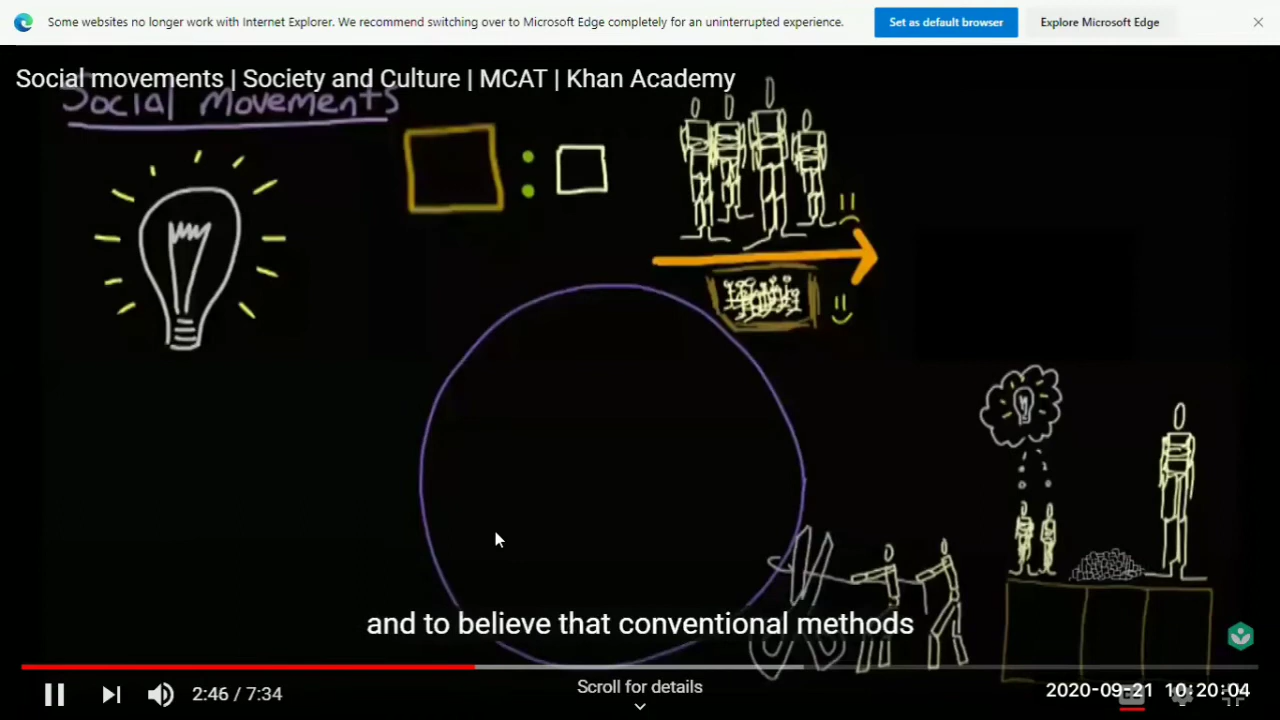 Some websites no longer work with Internet Explorer. We recommend switching over to Microsoft Edge completely for an uninterrupted experience.
Set as default browser
Explore Microsoft Edge
Social movements | Society and Culture | MCAT | Khan Academy
Social Movements
and to believe that conventional methods
2:46 / 7:34
Scroll for details
2020-09-21 10:20:04